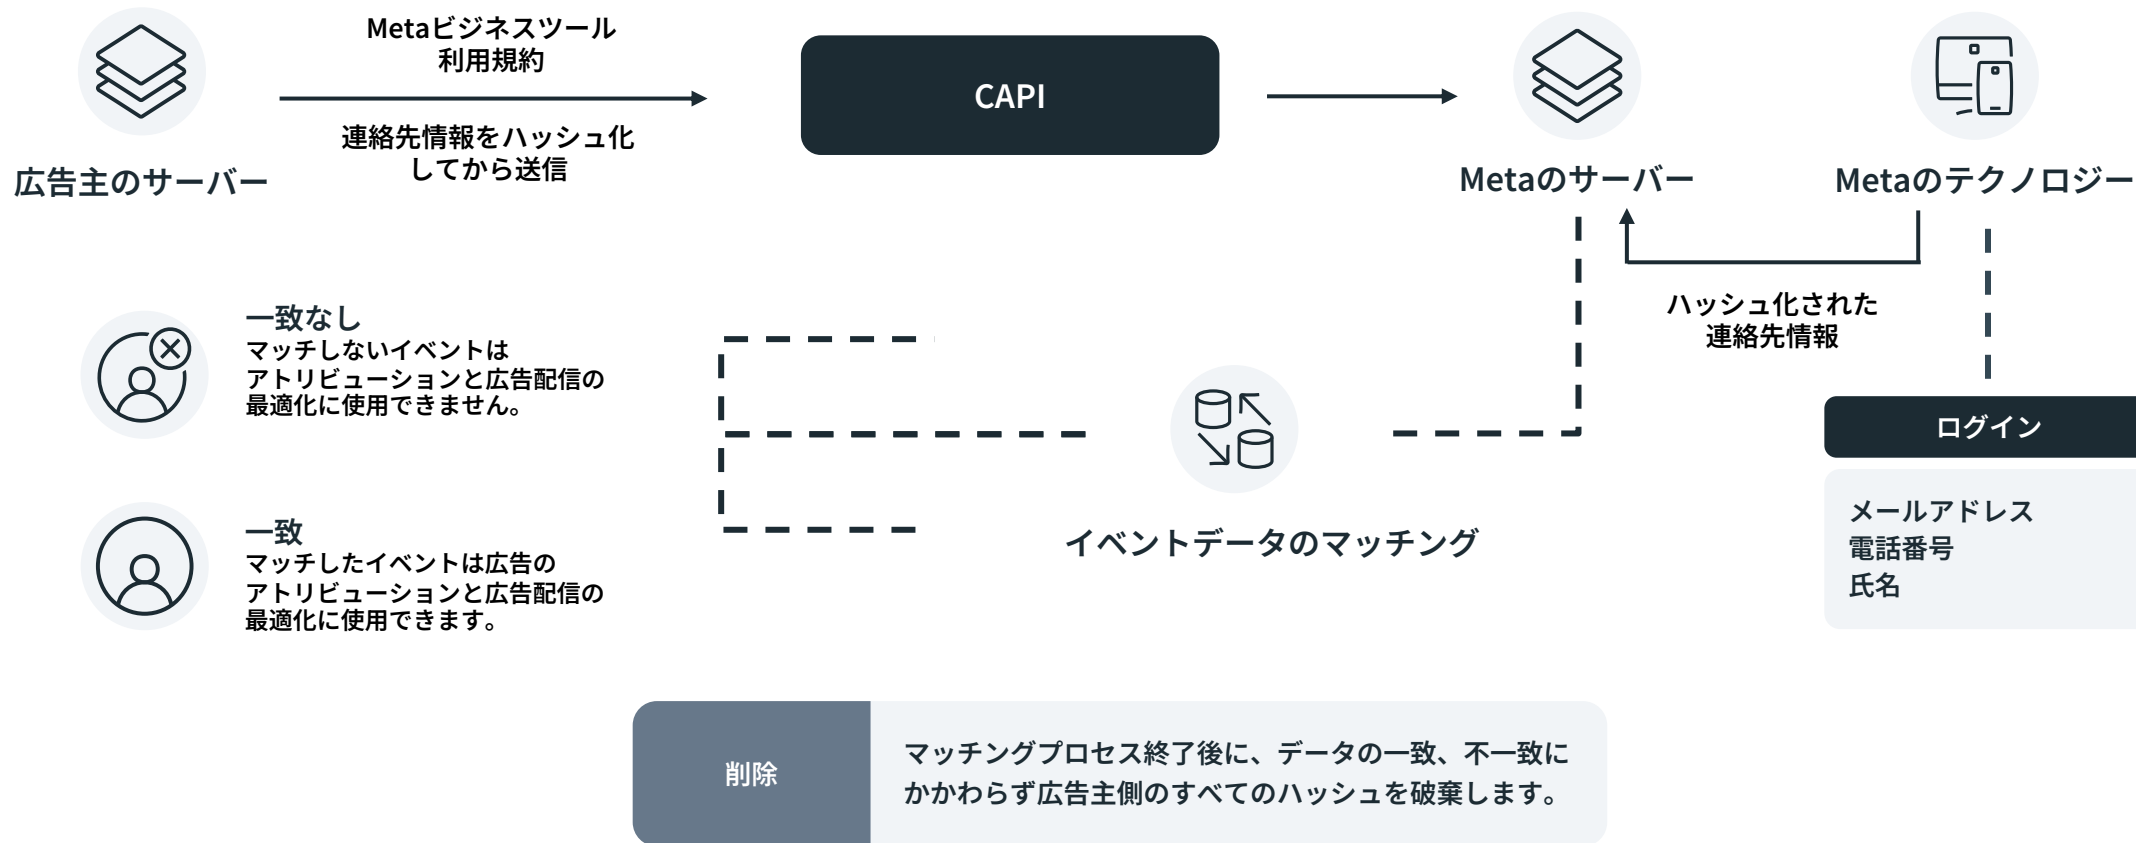 Metaビジネスツール
利用規約
連絡先情報をハッシュ化
してから送信
広告主のサーバー
CAPI
Metaのサーバー
Metaのテクノロジー
ハッシュ化された
連絡先情報
ログイン
メールアドレス
電話番号
氏名
イベントデータのマッチング
一致なし
マッチしないイベントは
アトリビューションと広告配信の
最適化に使用できません。
一致
マッチしたイベントは広告の
アトリビューションと広告配信の
最適化に使用できます。
削除
マッチングプロセス終了後に、データの一致、不一致に
かかわらず広告主側のすべてのハッシュを破棄します。